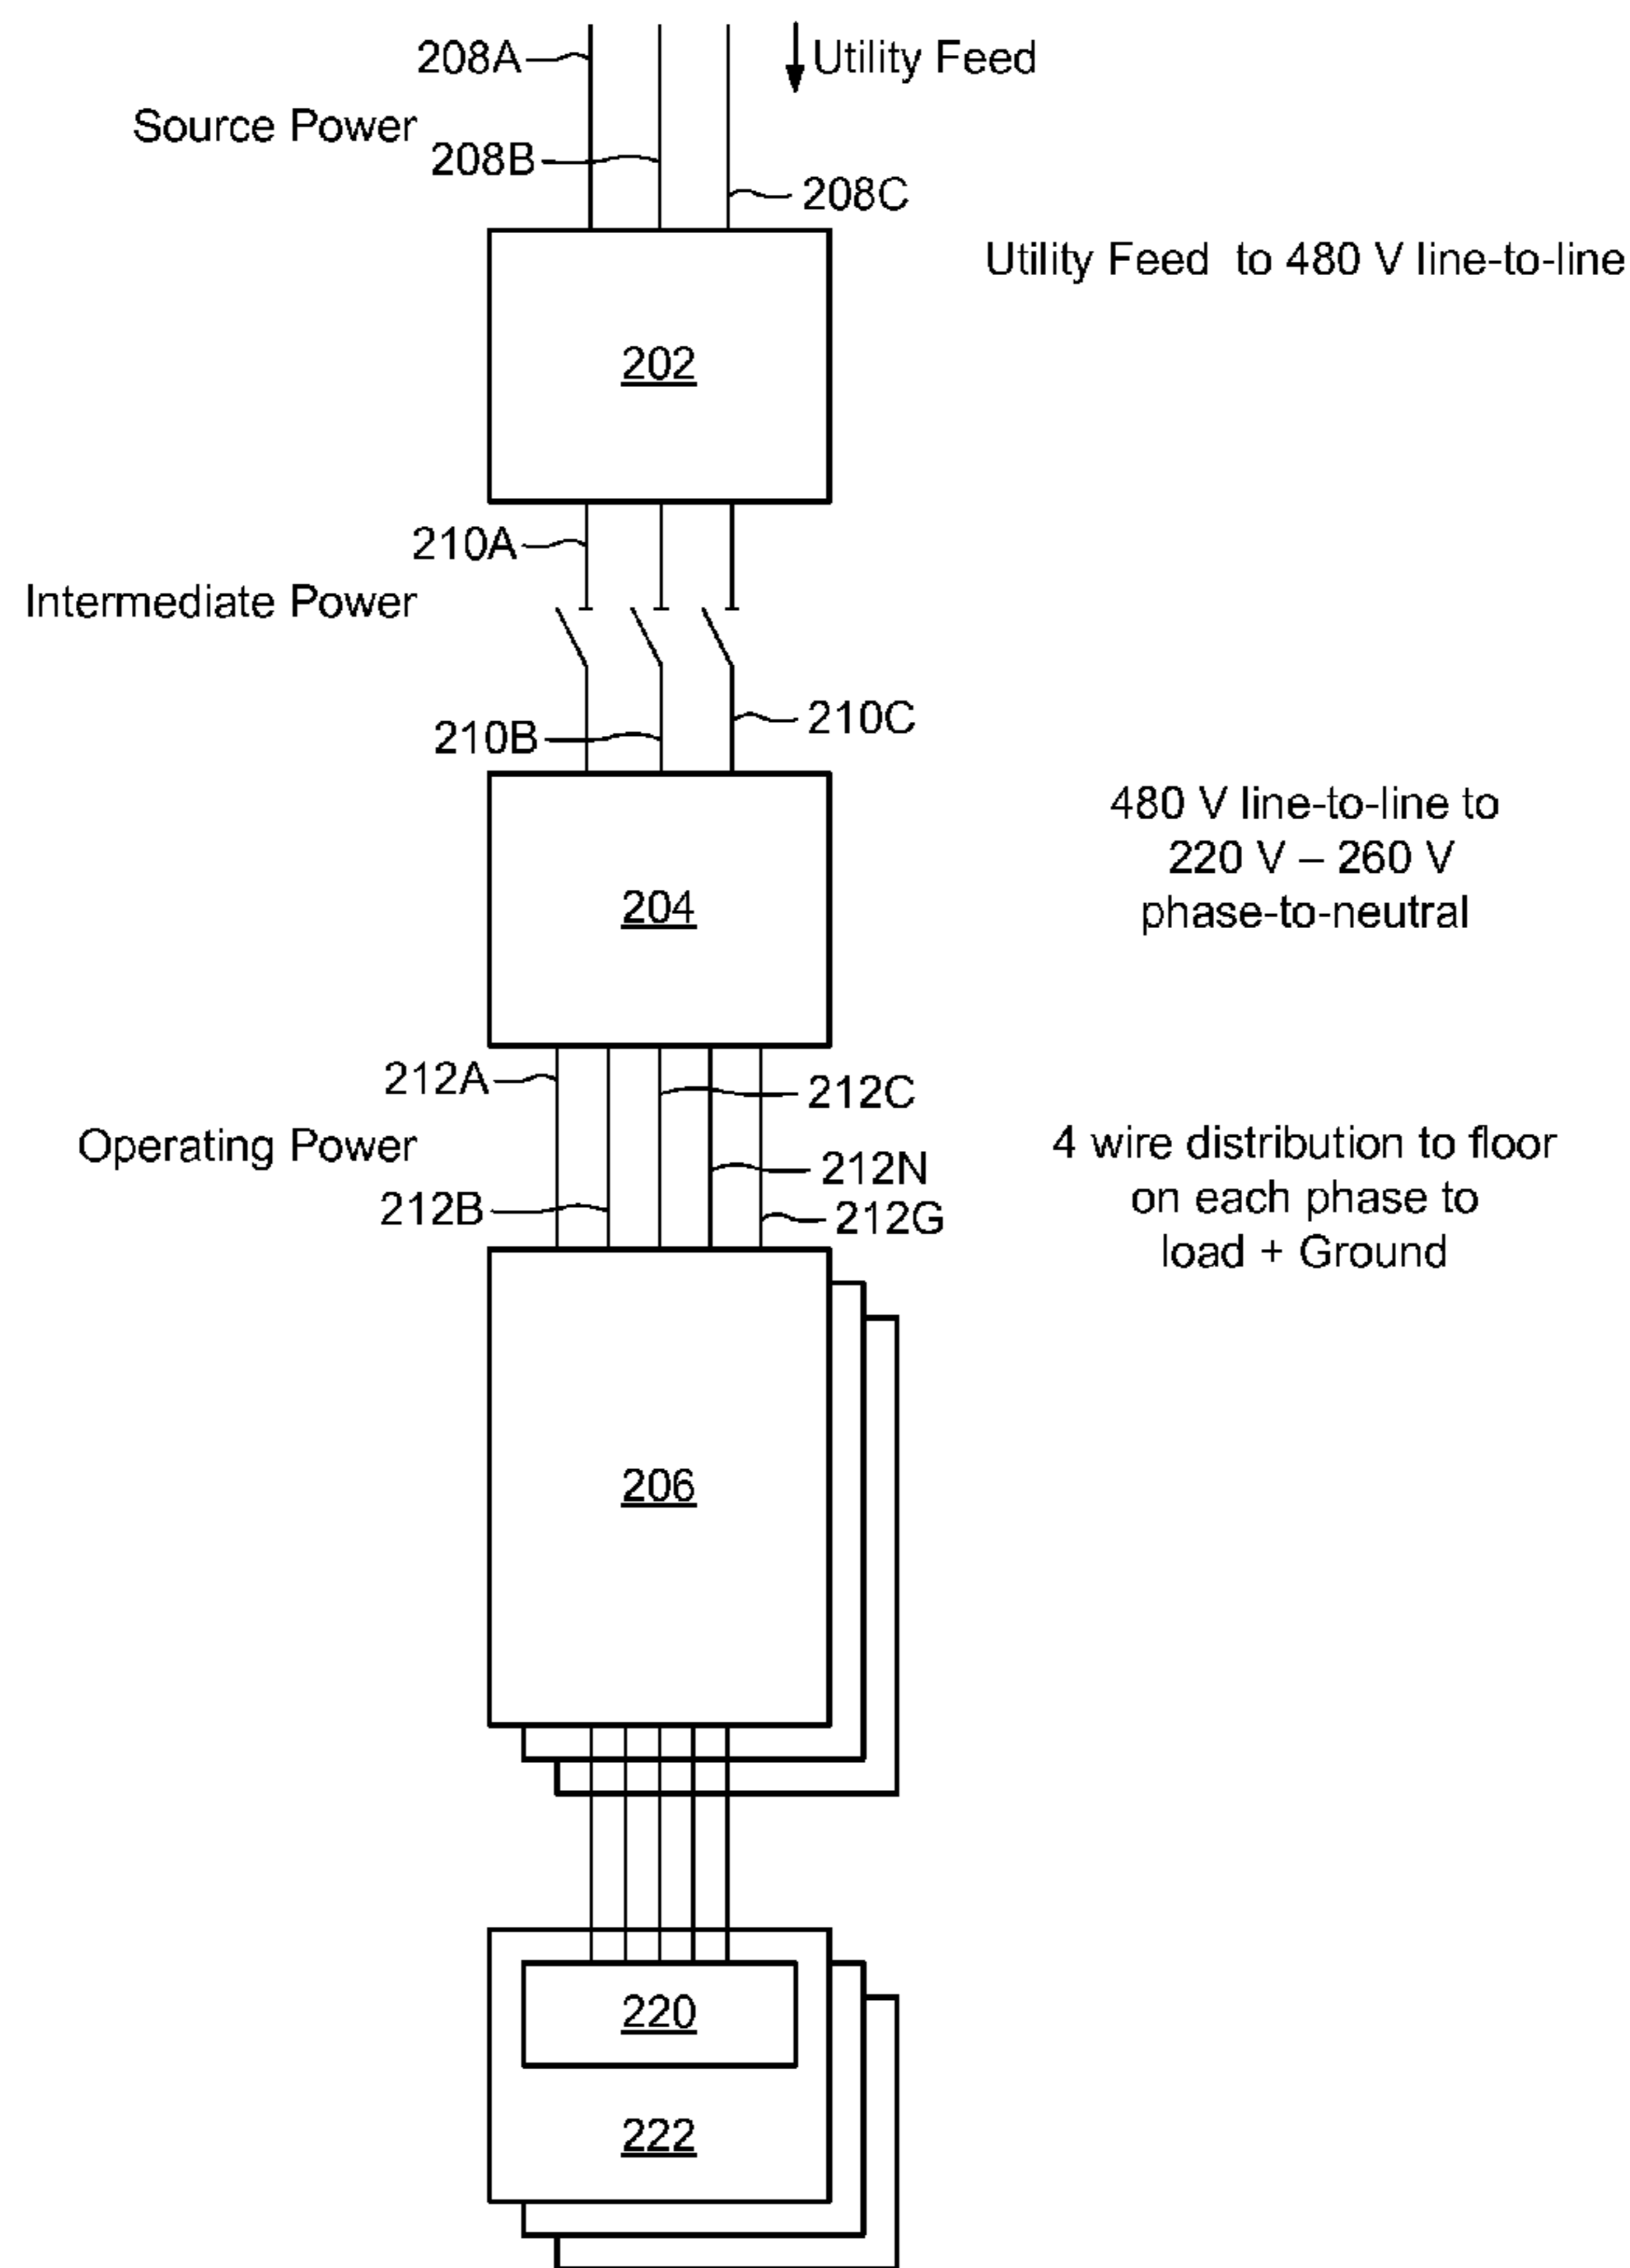 208A
Utility Feed
Source Power
208B
208C
Utility Feed to 480 V line-to-line
202
210A
Intermediate Power
210C
210B
480 V line-to-line to
220 V – 260 V
phase-to-neutral
204
212A
212C
Operating Power
212N
212B
212G
4 wire distribution to floor
on each phase to
load + Ground
206
220
222